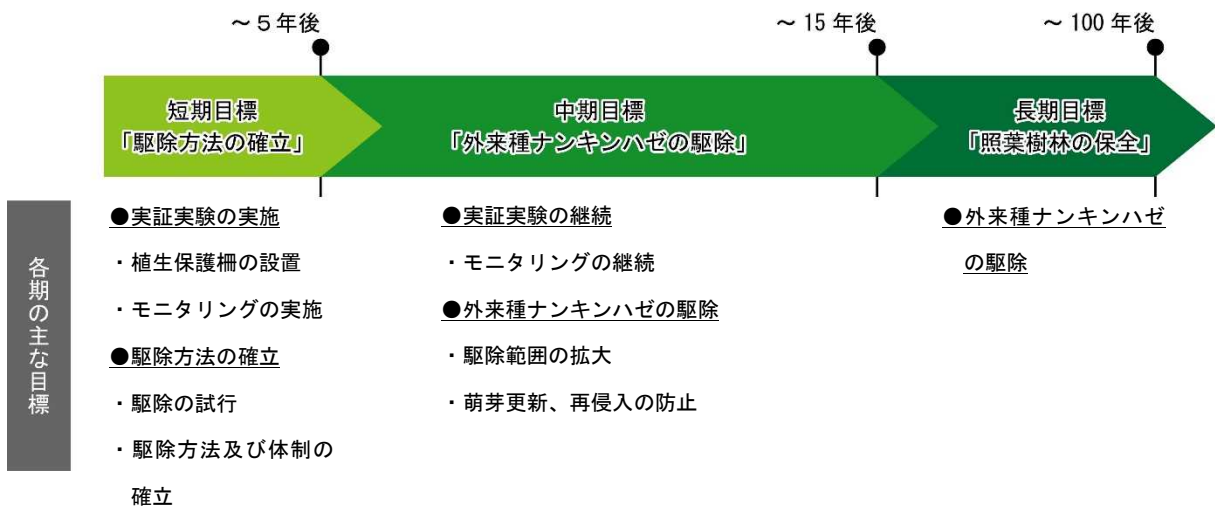 ～５年後
～ 15 年後
～ 100 年後
短期目標
「駆除方法の確立」
中期目標
「外来種ナンキンハゼの駆除」
長期目標
「照葉樹林の保全」
各期の主な目標
●実証実験の実施
・植生保護柵の設置
・モニタリングの実施
●駆除方法の確立
・駆除の試行
・駆除方法及び体制の
確立
●実証実験の継続
・モニタリングの継続
●外来種ナンキンハゼの駆除
・駆除範囲の拡大
・萌芽更新、再侵入の防止
●外来種ナンキンハゼ
の駆除